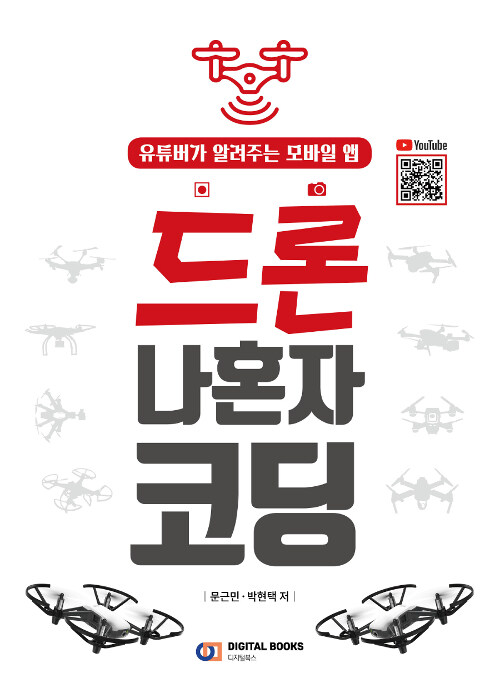 유튜버가 알려주는 모바일 앱
YouTube
드론
나혼자
코딩
| 문근민 · 박현택 저 |
DIGITAL BOOKS
디지털북스